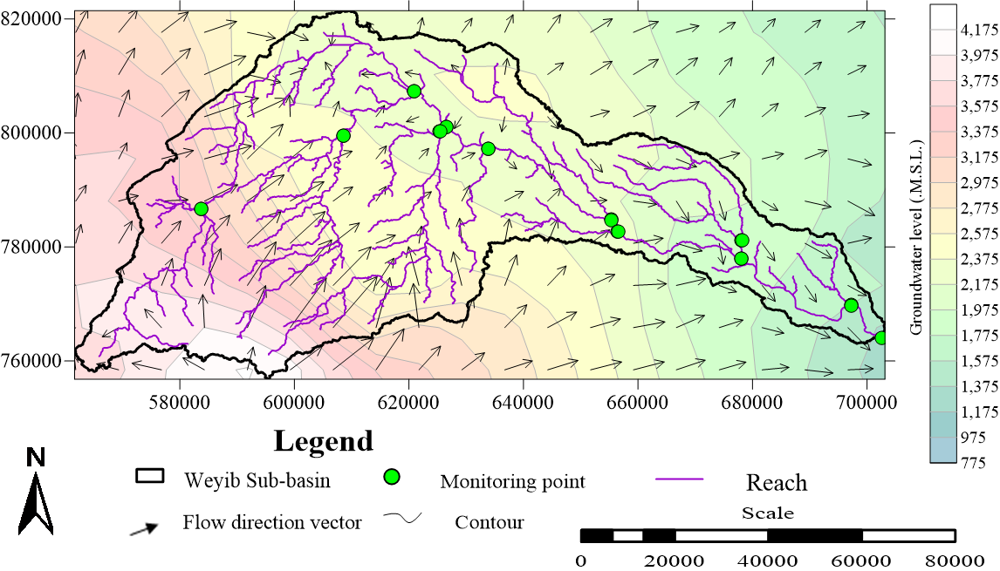 820000
800000
780000
760000
580000
600000
620000
640000
660000
680000
700000
Groundwater level (.M.S.L.)
4,175
3,975
3,775
3,575
3,375
3,175
2,975
2,775
2,575
2,375
2,175
1,975
1,775
1,575
1,375
1,175
975
775
Legend
N
Weyib Sub-basin
Monitoring point
Reach
Flow direction vector
Contour
Scale
0 20000 40000 60000 80000